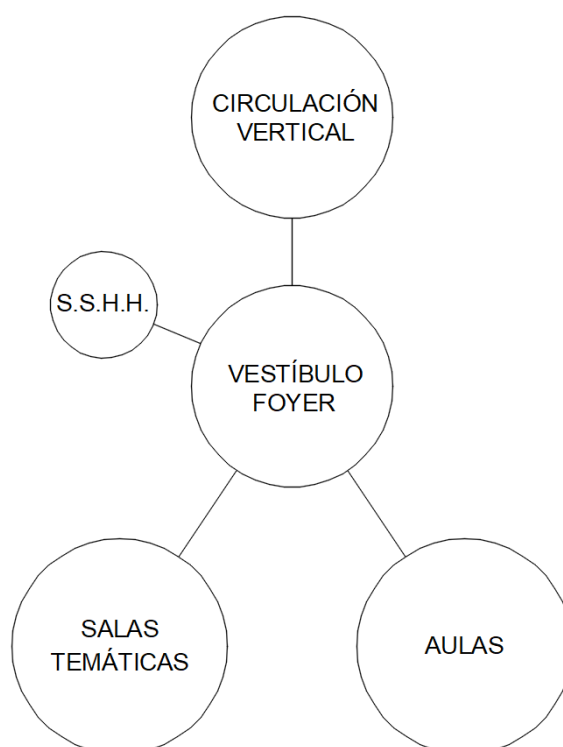 CIRCULACIÓN
VERTICAL
S.S.H.H.
VESTÍBULO
FOYER
SALAS
TEMÁTICAS
AULAS